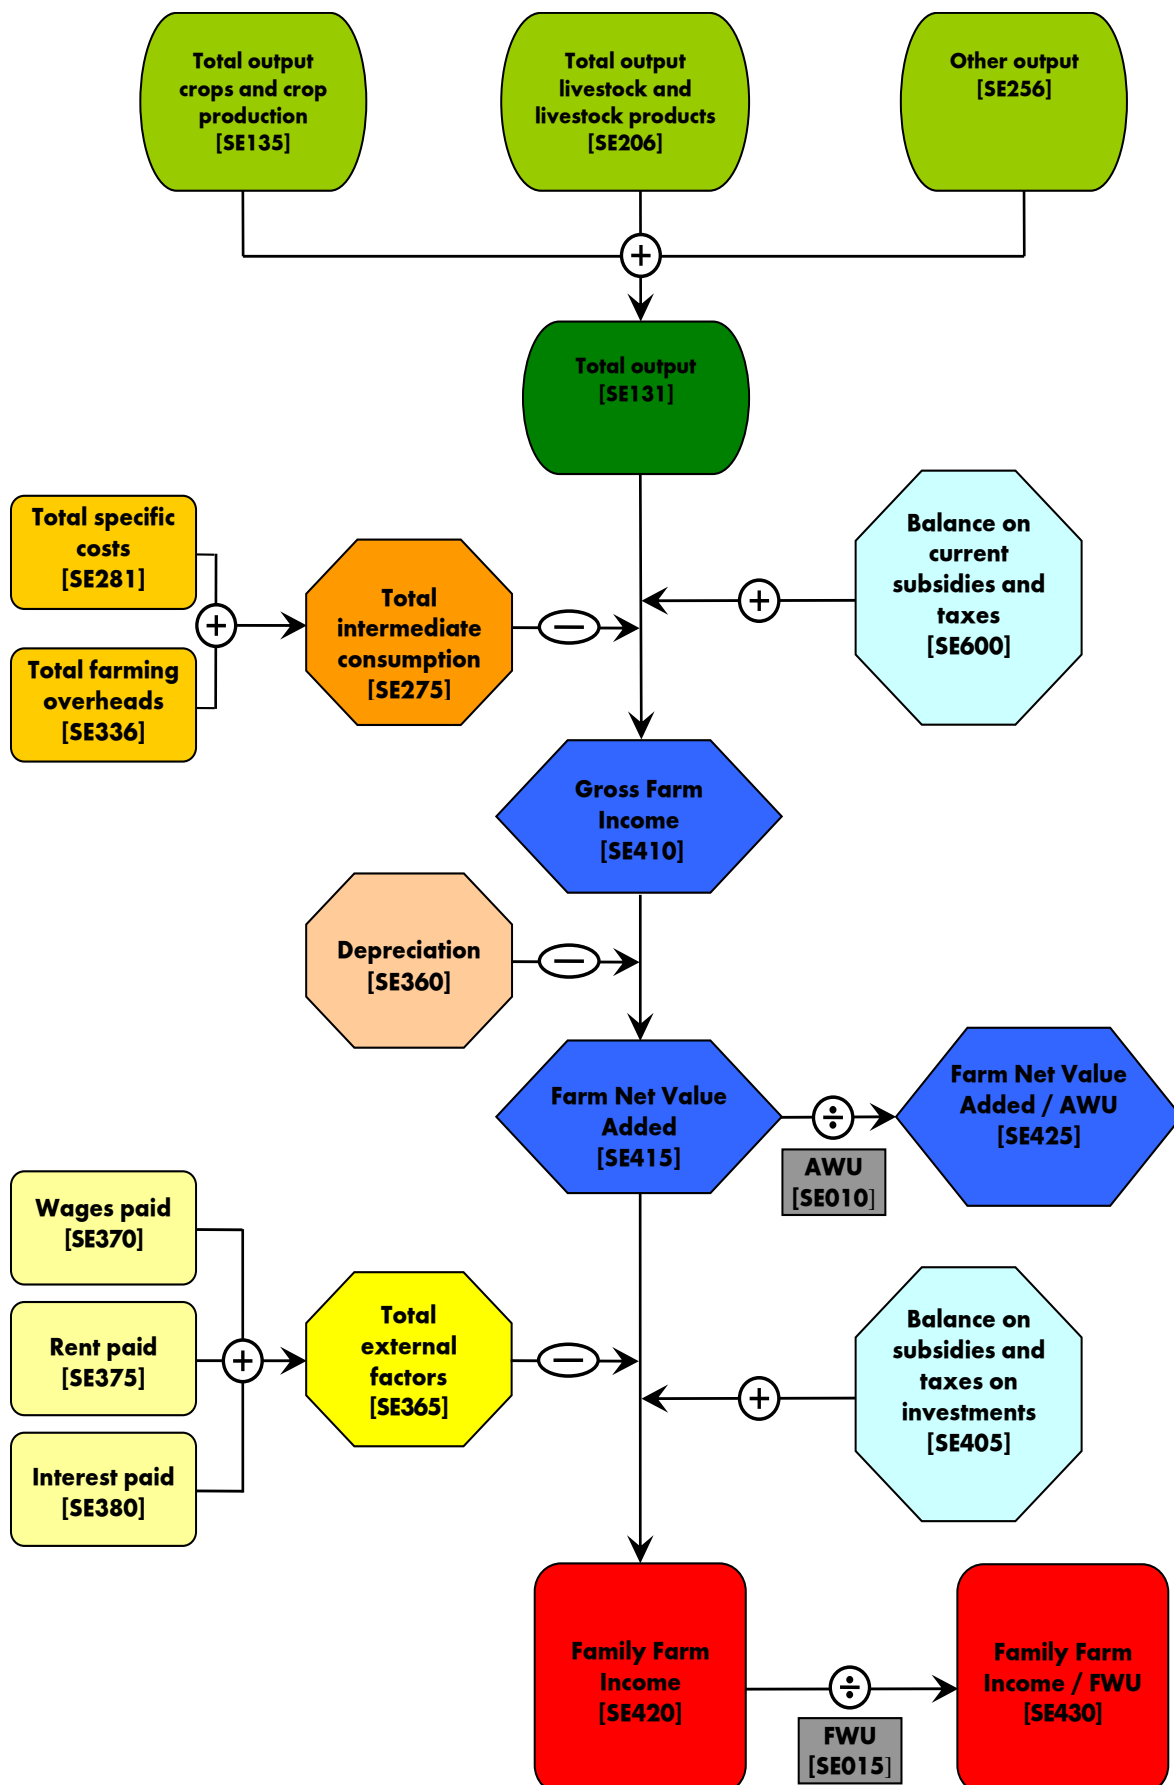 Total output
crops and crop
production
[SE135]
Total output
livestock and
livestock products
[SE206]
Other output
[SE256]
+
Total output
[SE131]
Total specific
costs
[SE281]
+
Total farming
overheads
[SE336]
Total
intermediate
consumption
[SE275]
−
Balance on
current
subsidies and
taxes
[SE600]
+
Gross Farm
Income
[SE410]
Depreciation
[SE360]
−
Farm Net Value
Added
[SE415]
÷
AWU
[SE010]
Farm Net Value
Added / AWU
[SE425]
Wages paid
[SE370]
Rent paid
[SE375]
+
Interest paid
[SE380]
Total
external
factors
[SE365]
−
Balance on
subsidies and
taxes on
investments
[SE405]
+
Family Farm
Income
[SE420]
÷
FWU
[SE015]
Family Farm
Income / FWU
[SE430]